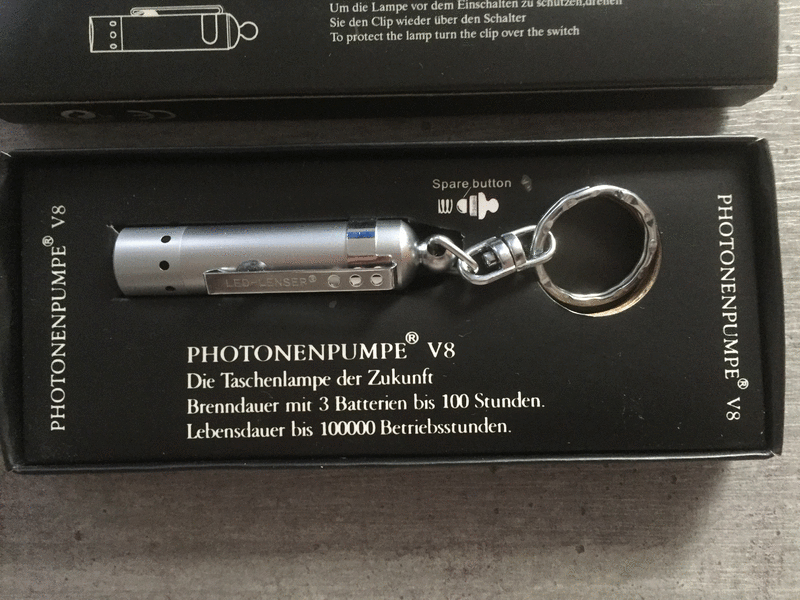 Um die Lampe vor dem Einschalten zu schützen,drehen
Sie den Clip wieder über den Schalter
To protect the lamp turn the clip over the switch
CE
Spare button
PHOTONENPUMPE® V8
LED-LENSER®
PHOTONENPUMPE® V8
PHOTONENPUMPE® V8
Die Taschenlampe der Zukunft
Brenndauer mit 3 Batterien bis 100 Stunden.
Lebensdauer bis 100000 Betriebsstunden.